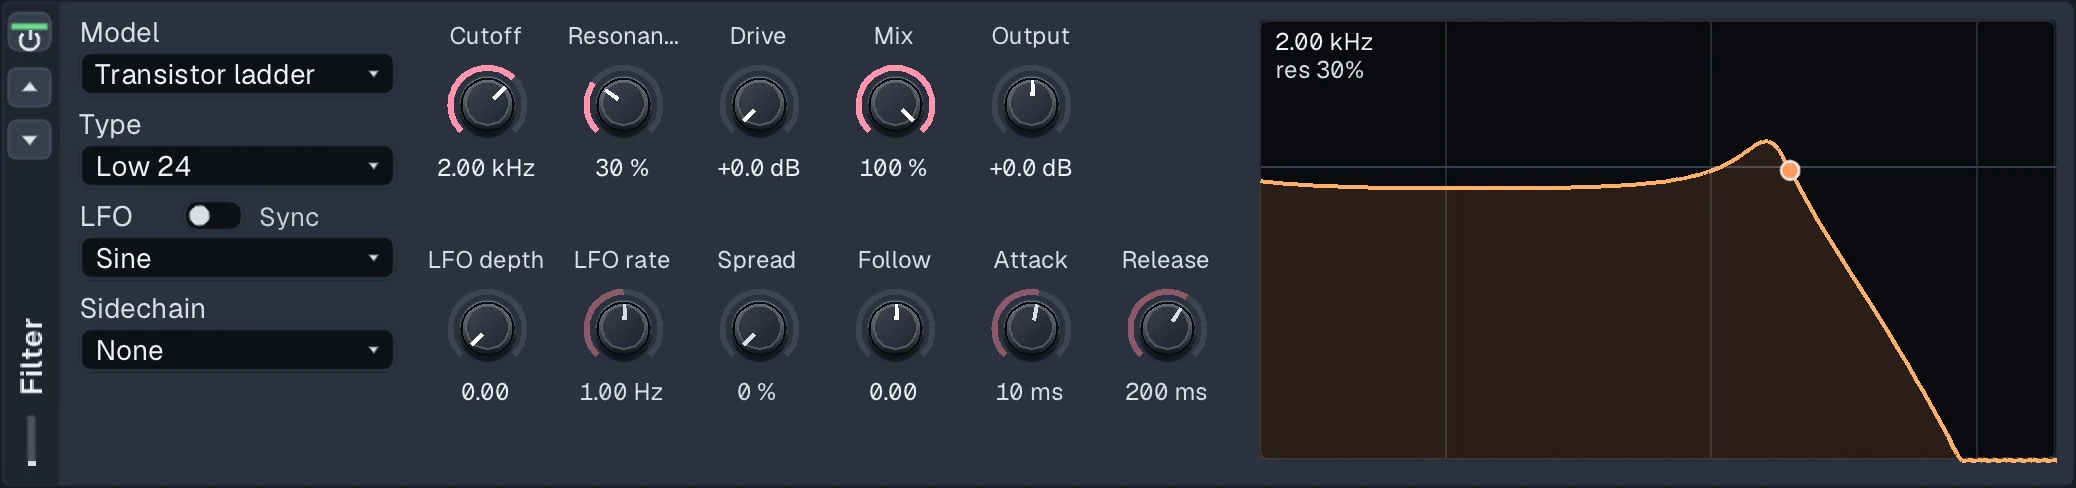 Model
Transistor ladder
Type
Low 24
LFO
Sync
Sine
Sidechain
None
Filter
Cutoff
Resonan...
Drive
Mix
Output
2.00 kHz
30 %
+0.0 dB
100 %
+0.0 dB
LFO depth
LFO rate
Spread
Follow
Attack
Release
0.00
1.00 Hz
0 %
0.00
10 ms
200 ms
2.00 kHz
res 30%